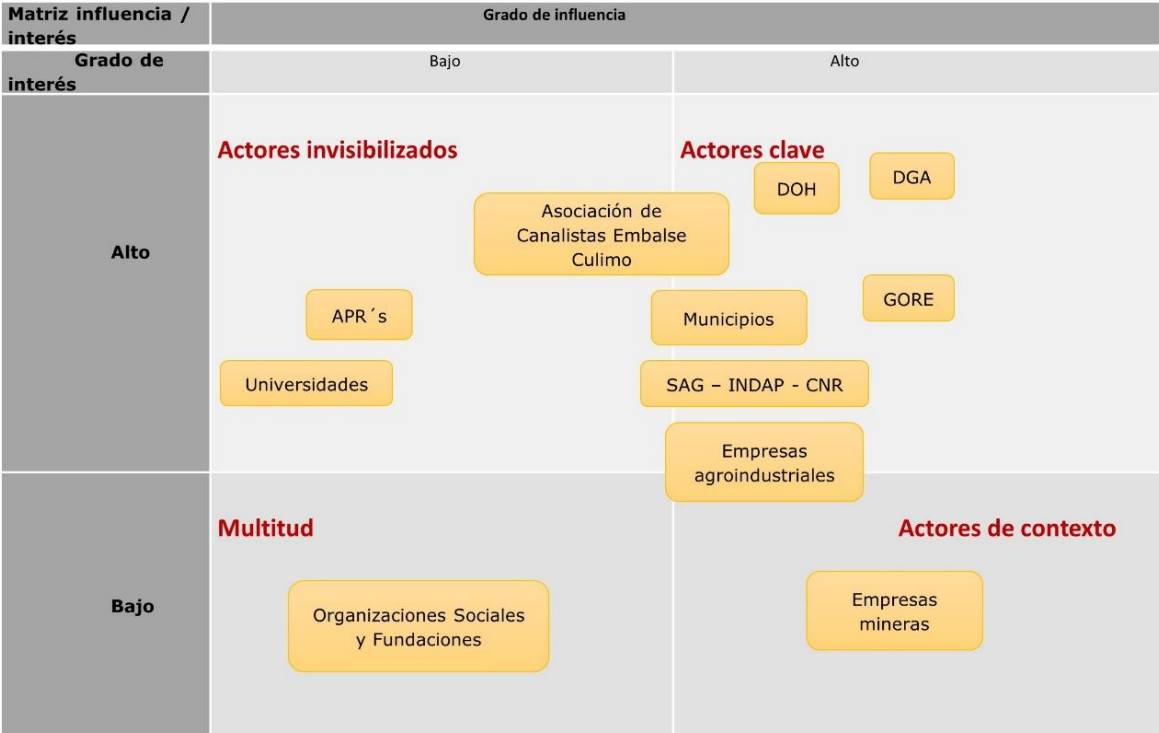 Matriz influencia /
interés
Grado de influencia
Grado de
interés
Bajo
Alto
Alto
Actores invisibilizados
Actores clave
DOH
DGA
Asociación de
Canalistas Embalse
Culimo
APR´s
Municipios
GORE
Universidades
SAG – INDAP - CNR
Empresas
agroindustriales
Bajo
Multitud
Actores de contexto
Organizaciones Sociales
y Fundaciones
Empresas
mineras